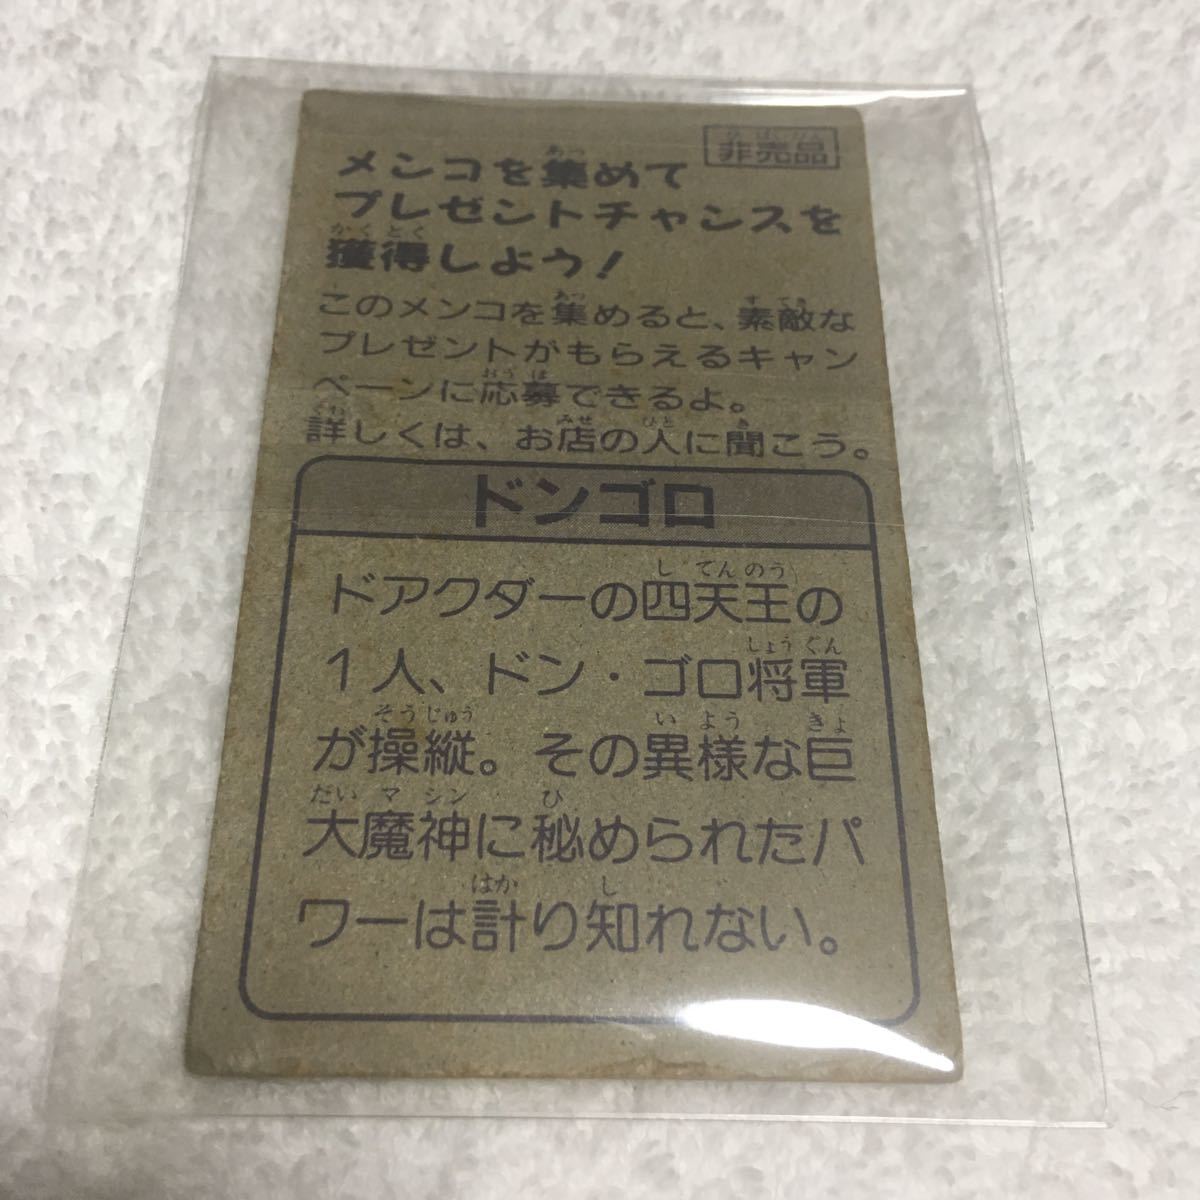 非売品
メンコを集めて
プレゼントチャンスを
獲得しよう!
このメンコを集めると、素敵な
プレゼントがもらえるキャン
ペーンに応募できるよ。
詳しくは、お店の人に聞こう。
ドンゴロ
ドアクダーの四天王の
1人、ドン・ゴロ将軍
が操縦。その異様な巨
大魔神に秘められたパ
ワーは計り知れない。